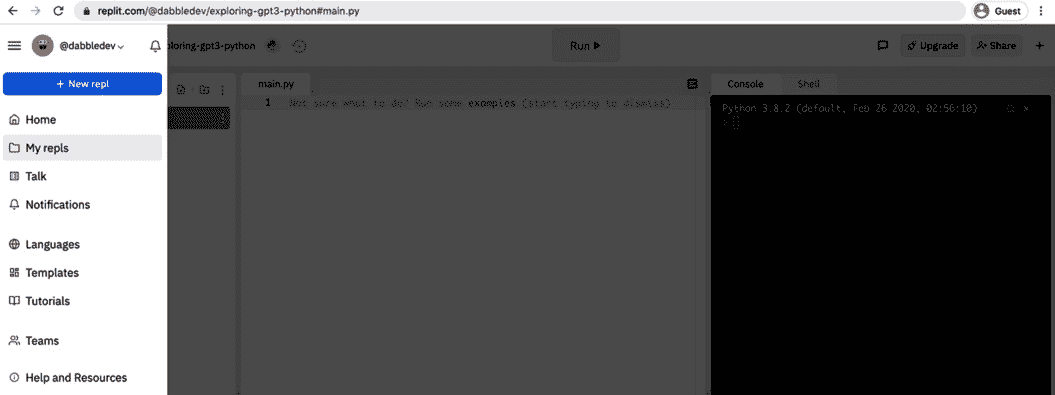 replit.com/@dabbledev/exploring-gpt3-python#main.py
Guest
@dabbledev
loring-gpt3-python
Run
Upgrade
Share
+ New repl
main.py
Console
Shell
1 Not sure what to do? Run some examples (start typing to dismiss)
Python 3.8.2 (default, Feb 26 2020, 02:56:10)
Home
My repls
Talk
Notifications
Languages
Templates
Tutorials
Teams
Help and Resources